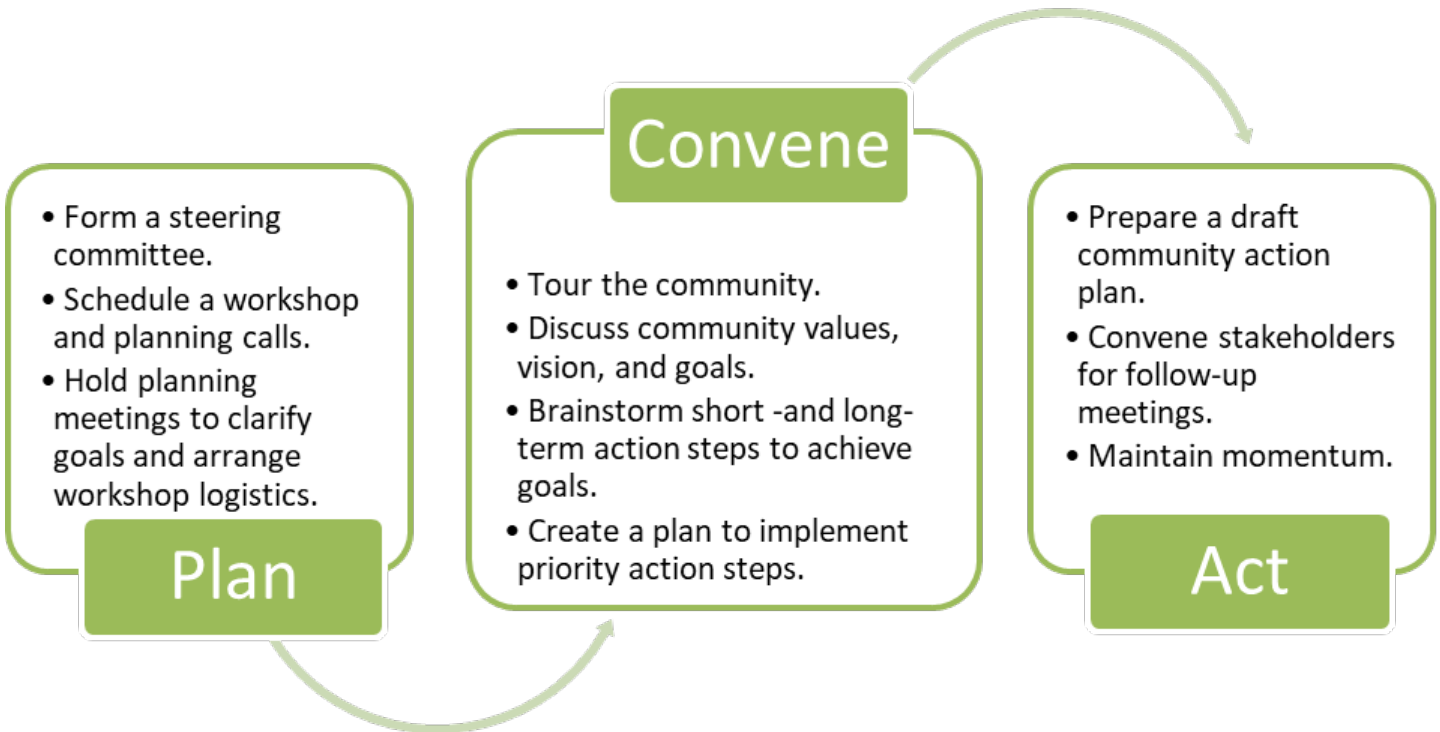 • Form a steering
committee.
• Schedule a workshop
and planning calls.
• Hold planning
meetings to clarify
goals and arrange
workshop logistics.
Plan
Convene
• Tour the community.
• Discuss community values,
vision, and goals.
• Brainstorm short -and long-
term action steps to achieve
goals.
• Create a plan to implement
priority action steps.
• Prepare a draft
community action
plan.
• Convene stakeholders
for follow-up
meetings.
• Maintain momentum.
Act